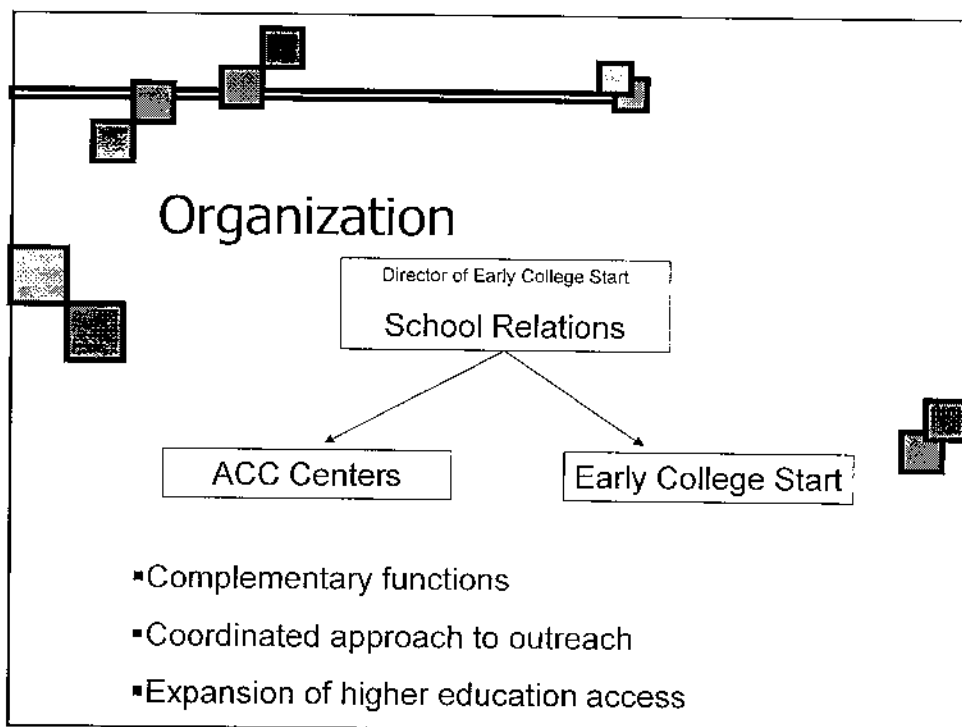 Organization
Director of Early College Start
School Relations
ACC Centers
Early College Start
▪Complementary functions
▪Coordinated approach to outreach
▪Expansion of higher education access